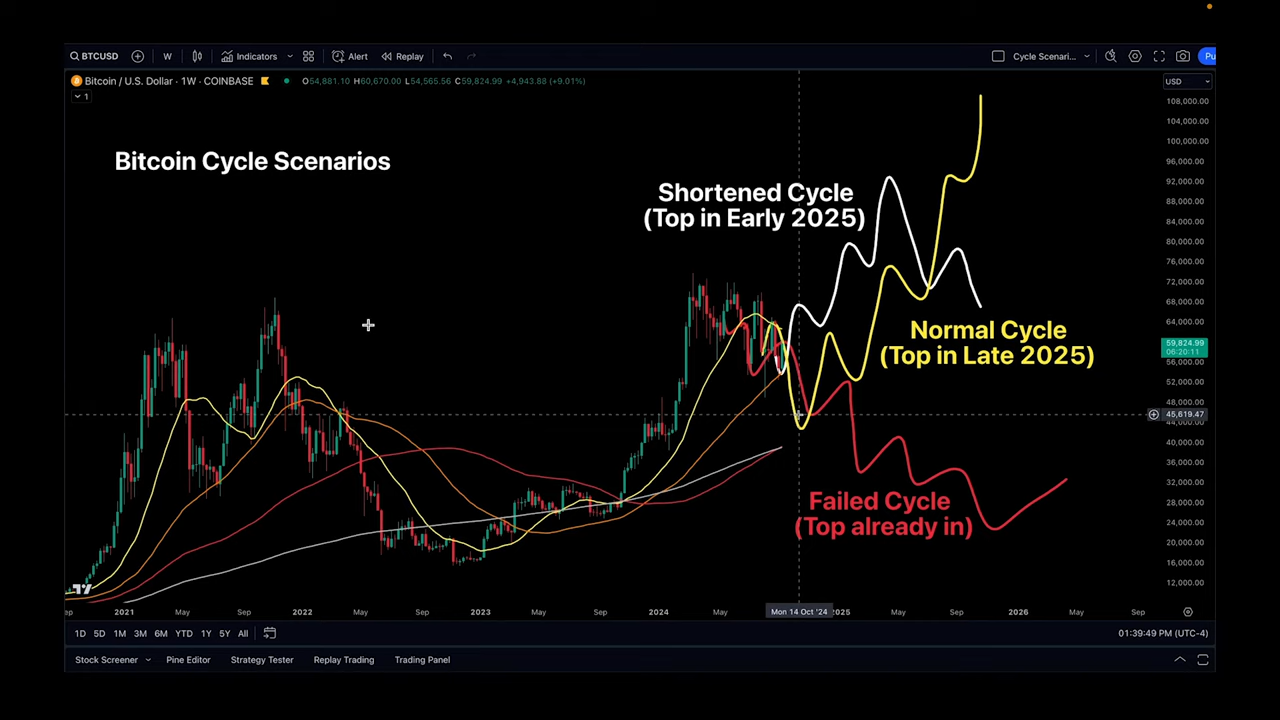 BTCUSD
W
Indicators
Alert
Replay
Cycle Scenari...
Pu
Bitcoin / U.S. Dollar · 1W · COINBASE
O54,881.10 H60,670.00 L54,565.56 C59,824.99 +4,943.88 (+9.01%)
1
USD
108,000.00
104,000.00
100,000.00
96,000.00
92,000.00
88,000.00
84,000.00
80,000.00
76,000.00
72,000.00
68,000.00
64,000.00
59,824.99
06:20:11
56,000.00
52,000.00
48,000.00
45,619.47
44,000.00
40,000.00
36,000.00
32,000.00
28,000.00
24,000.00
20,000.00
16,000.00
12,000.00
Bitcoin Cycle Scenarios
Shortened Cycle
(Top in Early 2025)
Normal Cycle
(Top in Late 2025)
Failed Cycle
(Top already in)
2021 May Sep 2022 May Sep 2023 May Sep 2024 May Mon 14 Oct '24 2025 May Sep 2026 May Sep
1D 5D 1M 3M 6M YTD 1Y 5Y All
01:39:49 PM (UTC-4)
Stock Screener Pine Editor Strategy Tester Replay Trading Trading Panel